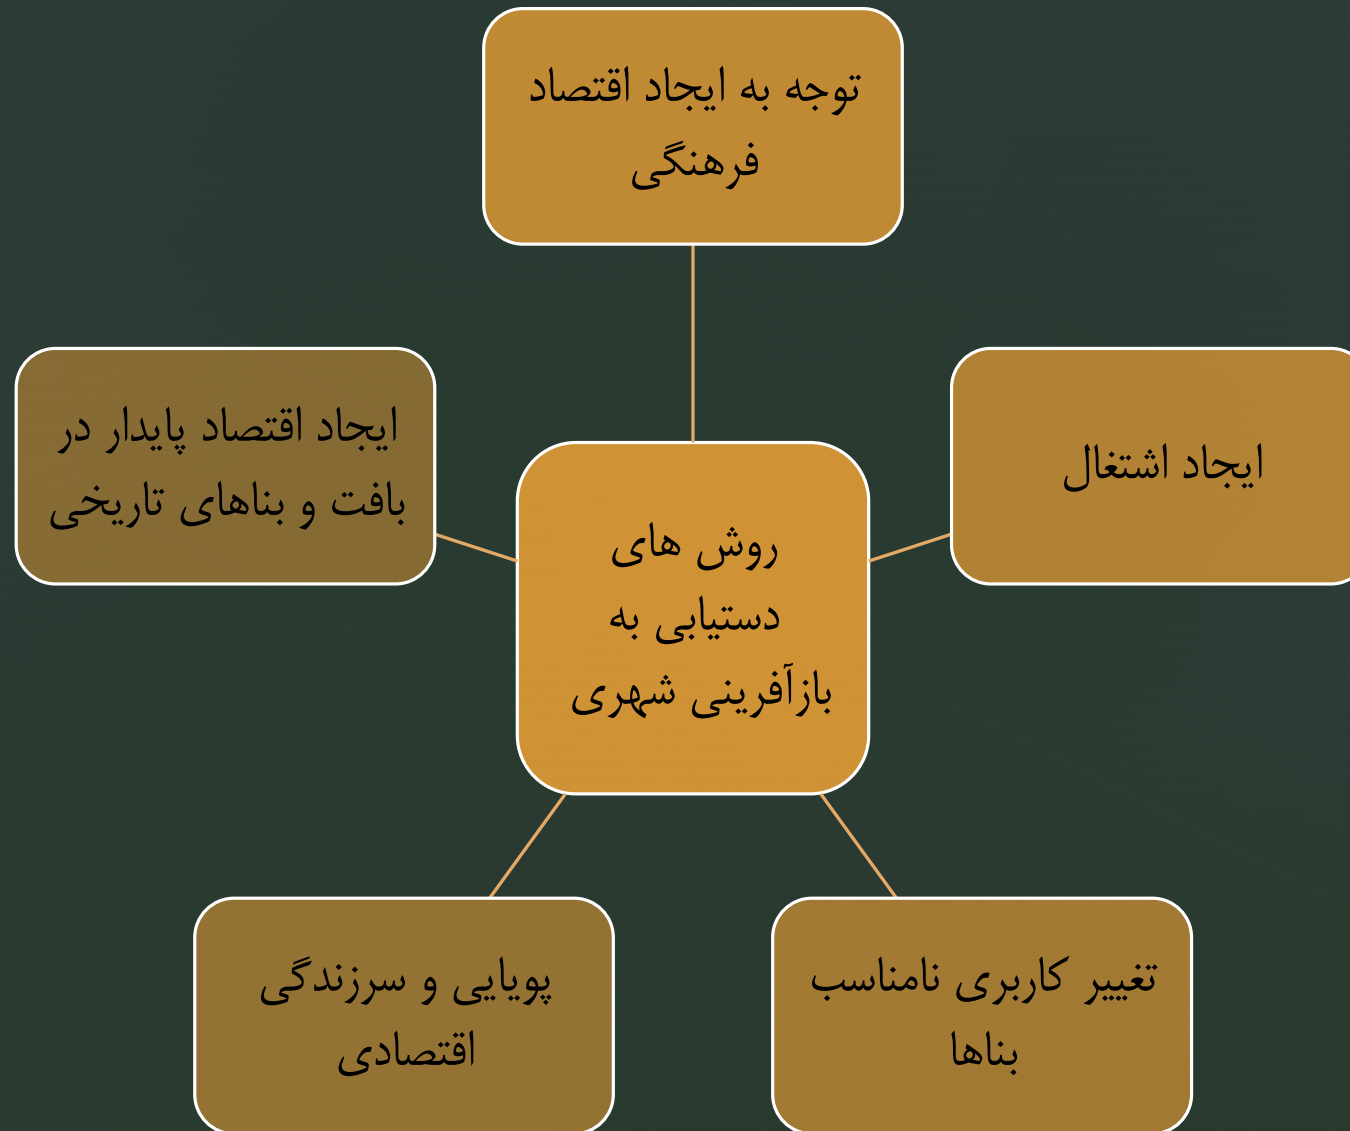 توجه به ایجاد اقتصاد
فرهنگی
ایجاد اشتغال
ایجاد اقتصاد پایدار در
بافت و بناهای تاریخی
روش های
دستیابی به
بازآفرینی شهری
تغییر کاربری نامناسب
بناها
پویایی و سرزندگی
اقتصادی